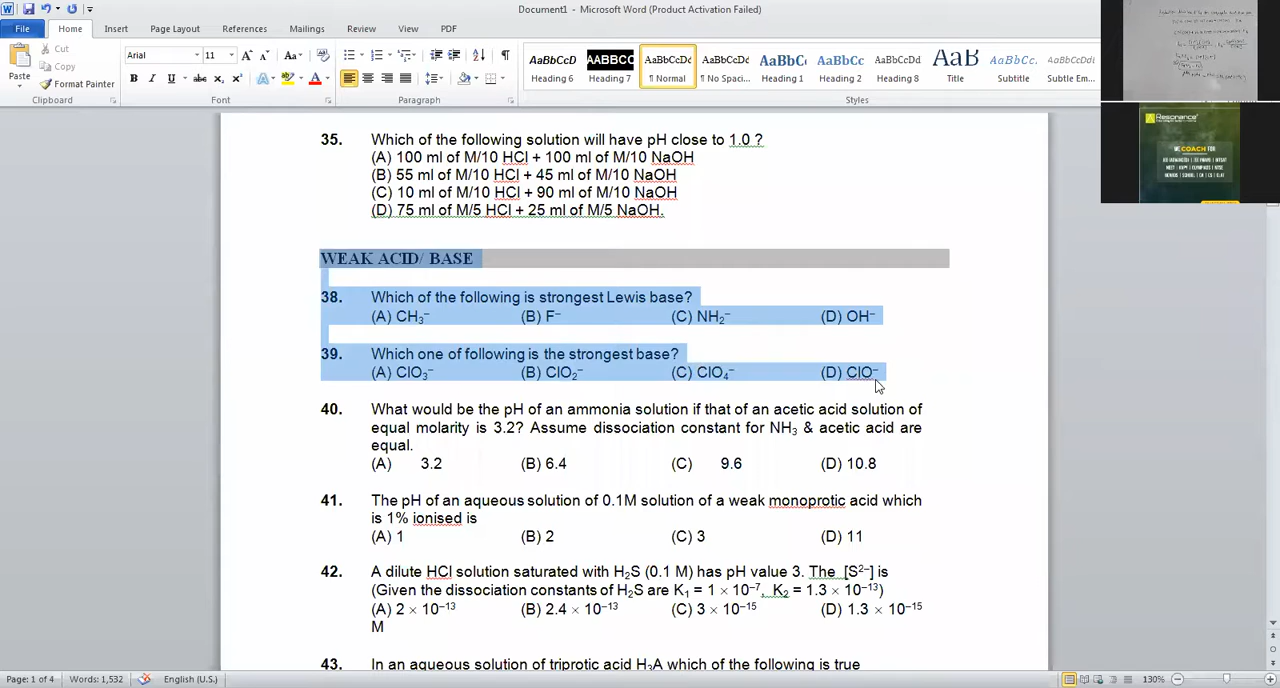 Document1 - Microsoft Word (Product Activation Failed)
File Home Insert Page Layout References Mailings Review View PDF
Cut
Copy
Format Painter
Paste
Arial 11
Clipboard Font Paragraph Styles
AaBbCcD AABBCC AaBbCcDc AaBbCcDc AaBbC AaBbCc AaBbCcDd AaB AaBbCc. AaBbCcDd
Heading 6 Heading 7 ¶ Normal ¶ No Spaci... Heading 1 Heading 2 Heading 8 Title Subtitle Subtle Em...
Resonance
WE COACH FOR
35. Which of the following solution will have pH close to 1.0 ?
(A) 100 ml of M/10 HCl + 100 ml of M/10 NaOH
(B) 55 ml of M/10 HCl + 45 ml of M/10 NaOH
(C) 10 ml of M/10 HCl + 90 ml of M/10 NaOH
(D) 75 ml of M/5 HCl + 25 ml of M/5 NaOH.
WEAK ACID/ BASE
38. Which of the following is strongest Lewis base?
(A) CH₃⁻ (B) F⁻ (C) NH₂⁻ (D) OH⁻
39. Which one of following is the strongest base?
(A) ClO₃⁻ (B) ClO₂⁻ (C) ClO₄⁻ (D) ClO⁻
40. What would be the pH of an ammonia solution if that of an acetic acid solution of
equal molarity is 3.2? Assume dissociation constant for NH₃ & acetic acid are
equal.
(A) 3.2 (B) 6.4 (C) 9.6 (D) 10.8
41. The pH of an aqueous solution of 0.1M solution of a weak monoprotic acid which
is 1% ionised is
(A) 1 (B) 2 (C) 3 (D) 11
42. A dilute HCl solution saturated with H₂S (0.1 M) has pH value 3. The [S²⁻] is
(Given the dissociation constants of H₂S are K₁ = 1 × 10⁻⁷, K₂ = 1.3 × 10⁻¹³)
(A) 2 × 10⁻¹³ (B) 2.4 × 10⁻¹³ (C) 3 × 10⁻¹⁵ (D) 1.3 × 10⁻¹⁵
M
43. In an aqueous solution of triprotic acid H₃A which of the following is true
Page: 1 of 4 Words: 1,532 English (U.S.) 130%